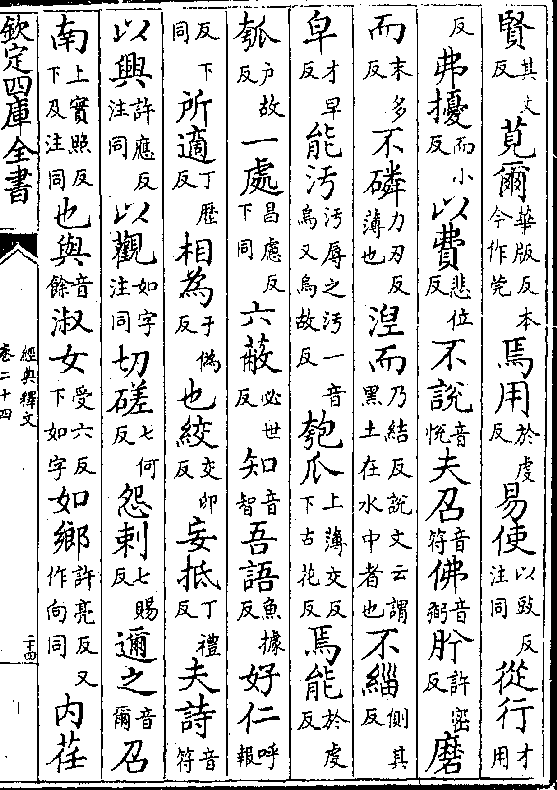 賢其文反莧爾華版反本今作莞焉用於虔反易使以豉反注同從行才用
反弗擾而小反以費悲位反不說音悅夫召音符佛音弼肸許密反磨
而末多反不磷力刃反薄也涅而乃結反說文云謂黑土在水中者也不緇側其反
皁才早反能汚汚辱之汚一音烏又烏故反匏瓜上薄交反下古花反焉能於虔反
瓠户故反一處昌慮反下同六蔽必世反知音智吾語魚據反好仁呼報
反下同所適丁歷反相為于偽反也絞交卯反妄抵丁禮反夫詩音符
以興許應反注同以觀如字注同切磋七何反怨刺七賜反邇之音爾召
南上實照反下及注同也與音餘淑女受六反下如字如鄉許亮反又作向同內荏
欽定四庫全書
經典釋文
卷二十四
二十四